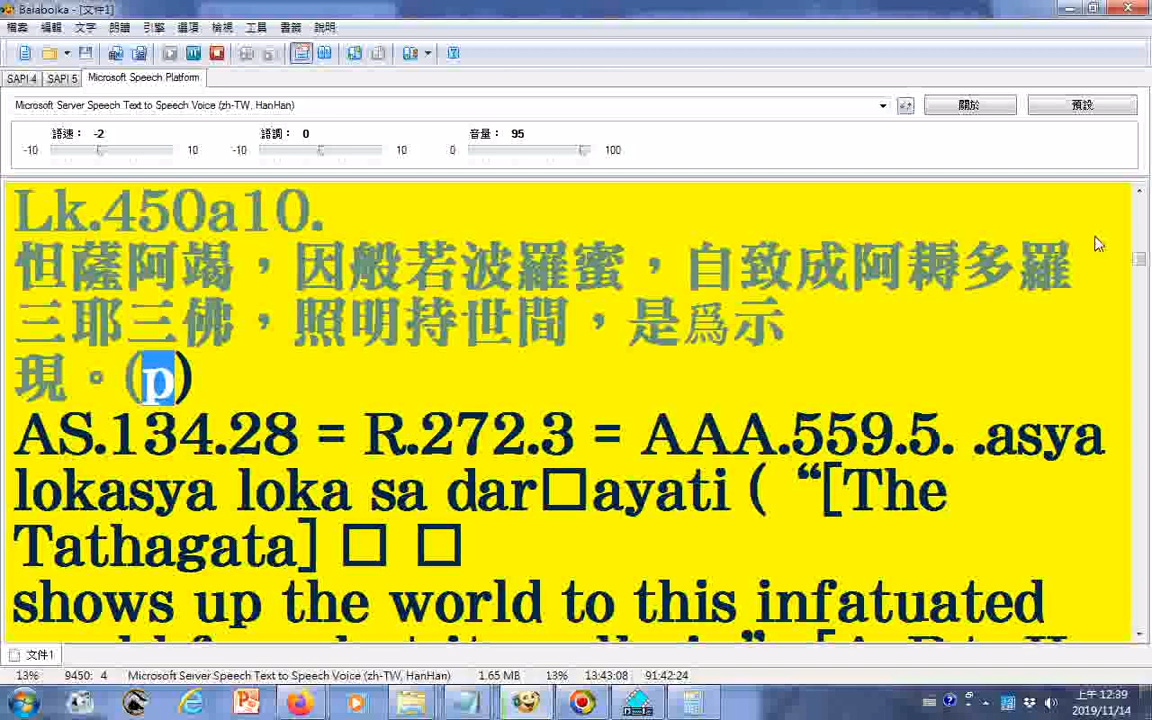 Balabolka - [文件1]
檔案 編輯 文字 朗讀 引擎 選項 檢視 工具 書籤 說明
SAPI 4 SAPI 5 Microsoft Speech Platform
Microsoft Server Speech Text to Speech Voice (zh-TW, HanHan) 關於 預設
語速： -2 語調： 0 音量： 95
-10 10 -10 10 0 100
Lk.450a10.
怛薩阿竭，因般若波羅蜜，自致成阿耨多羅
三耶三佛，照明持世間，是爲示
現。(p)
AS.134.28 = R.272.3 = AAA.559.5. .asya
lokasya loka sa dar□ayati ( “[The
Tathagata] □ □
shows up the world to this infatuated
文件1
13% 9450: 4 Microsoft Server Speech Text to Speech Voice (zh-TW, HanHan) 1.65 MB 13% 13:43:08 91:42:24
上午 12:39
2019/11/14